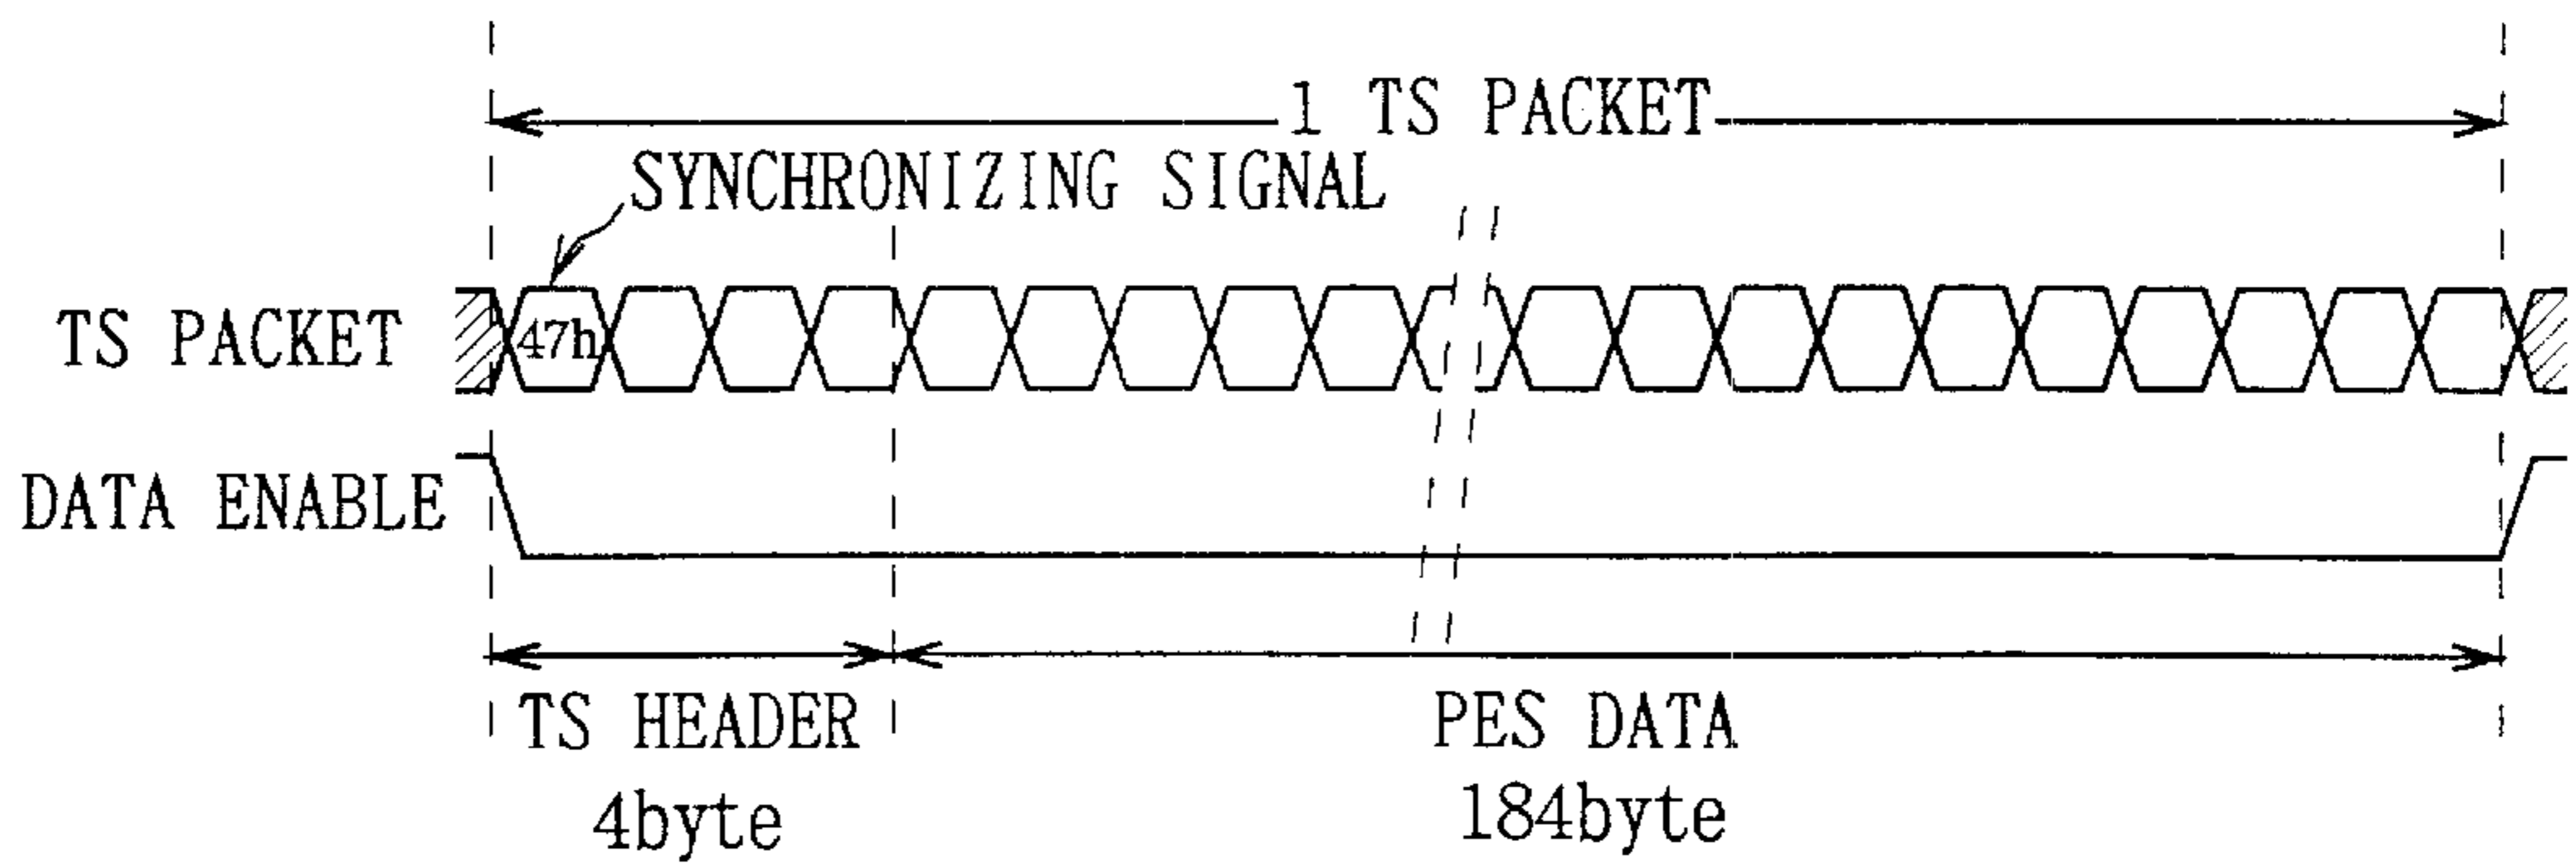 1 TS PACKET
SYNCHRONIZING SIGNAL
TS PACKET
47h
DATA ENABLE
TS HEADER
PES DATA
4byte
184byte